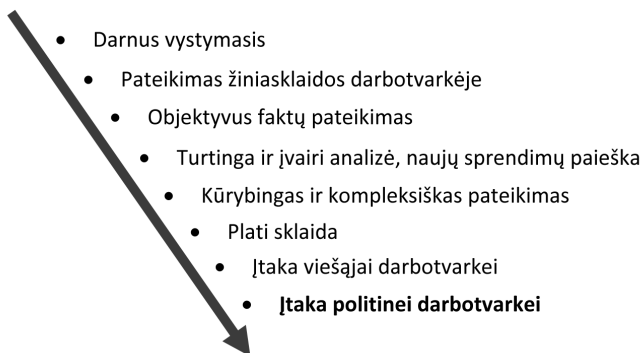 • Darnus vystymasis
• Pateikimas žiniasklaidos darbotvarkėje
• Objektyvus faktų pateikimas
• Turtinga ir įvairi analizė, naujų sprendimų paieška
• Kūrybingas ir kompleksiškas pateikimas
• Plati sklaida
• Įtaka viešąjai darbotvarkei
• Įtaka politinei darbotvarkei